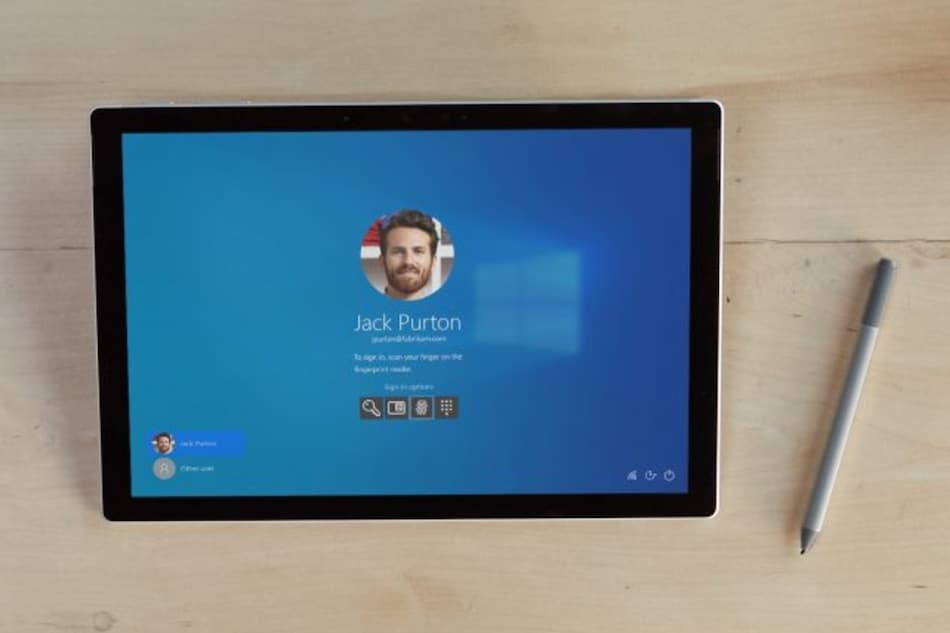 Jack Purton
jpurton@fabrikam.com
To sign in, scan your finger on the
fingerprint reader.
Sign-in options
Jack Purton
Other user